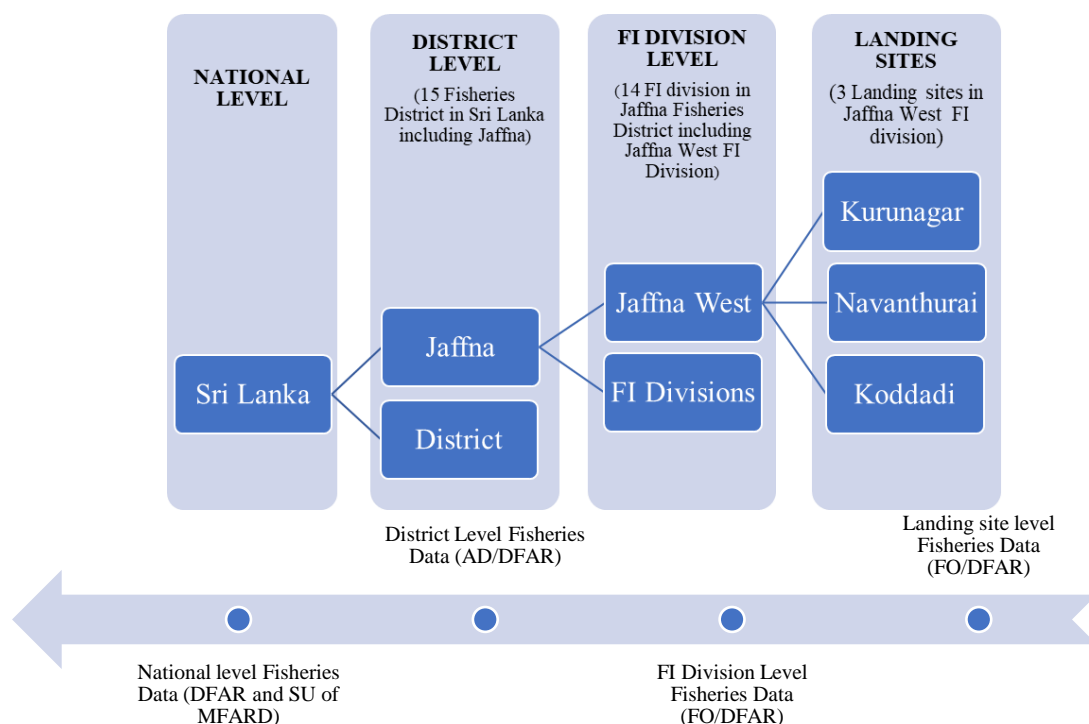 NATIONAL
LEVEL
DISTRICT
LEVEL
(15 Fisheries
District in Sri Lanka
including Jaffna)
FI DIVISION
LEVEL
(14 FI division in
Jaffna Fisheries
District including
Jaffna West FI
Division)
LANDING
SITES
(3 Landing sites in
Jaffna West FI
division)
Sri Lanka
Jaffna
District
Jaffna West
FI Divisions
Kurunagar
Navanthurai
Koddadi
District Level Fisheries
Data (AD/DFAR)
Landing site level
Fisheries Data
(FO/DFAR)
National level Fisheries
Data (DFAR and SU of
MFARD)
FI Division Level
Fisheries Data
(FO/DFAR)